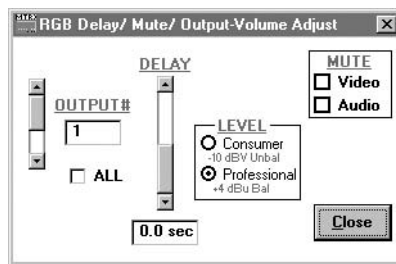 RGB Delay/ Mute/ Output-Volume Adjust
DELAY
OUTPUT#
1
ALL
0.0 sec
LEVEL
Consumer
-10 dBV Unbal
Professional
+4 dBu Bal
MUTE
Video
Audio
Close